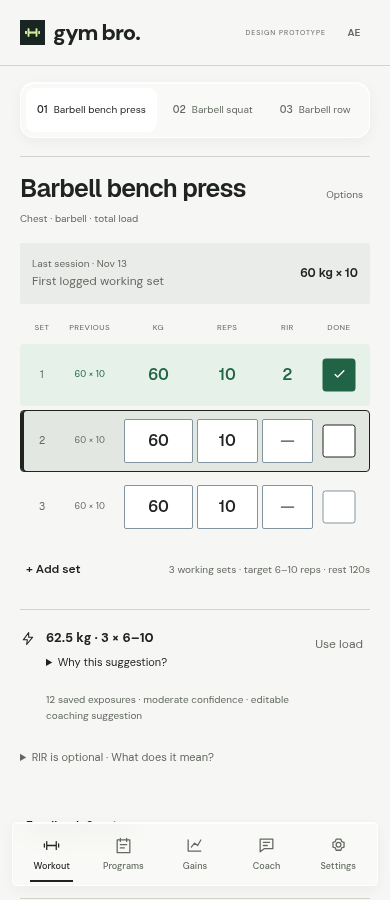 gym bro.
DESIGN PROTOTYPE
AE
01 Barbell bench press
02 Barbell squat
03 Barbell row
Barbell bench press
Options
Chest · barbell · total load
Last session · Nov 13
First logged working set
60 kg × 10
SET PREVIOUS KG REPS RIR DONE
1 60 × 10 60 10 2
2 60 × 10 60 10 —
3 60 × 10 60 10 —
+ Add set
3 working sets · target 6–10 reps · rest 120s
62.5 kg · 3 × 6–10
Use load
▶ Why this suggestion?
12 saved exposures · moderate confidence · editable
coaching suggestion
▶ RIR is optional · What does it mean?
Workout
Programs
Gains
Coach
Settings